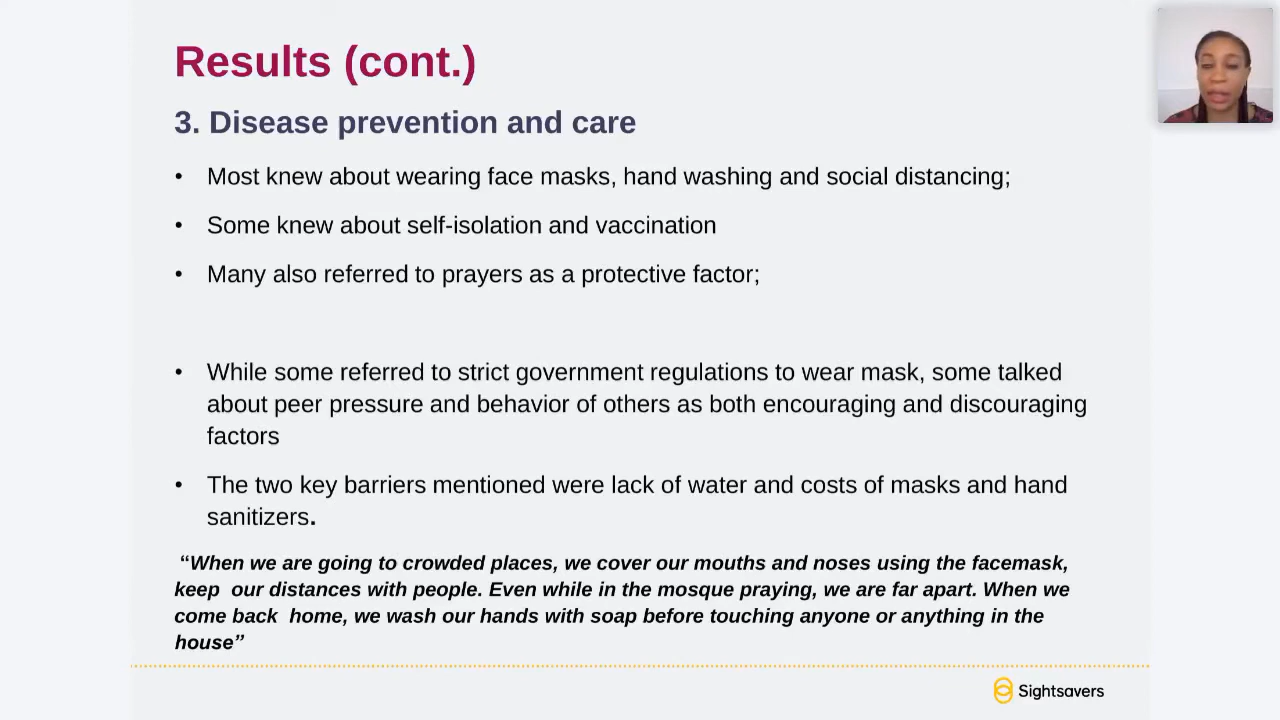 Results (cont.)
3. Disease prevention and care
• Most knew about wearing face masks, hand washing and social distancing;
• Some knew about self-isolation and vaccination
• Many also referred to prayers as a protective factor;
• While some referred to strict government regulations to wear mask, some talked
about peer pressure and behavior of others as both encouraging and discouraging
factors
• The two key barriers mentioned were lack of water and costs of masks and hand
sanitizers.
“When we are going to crowded places, we cover our mouths and noses using the facemask,
keep our distances with people. Even while in the mosque praying, we are far apart. When we
come back home, we wash our hands with soap before touching anyone or anything in the
house”
Sightsavers